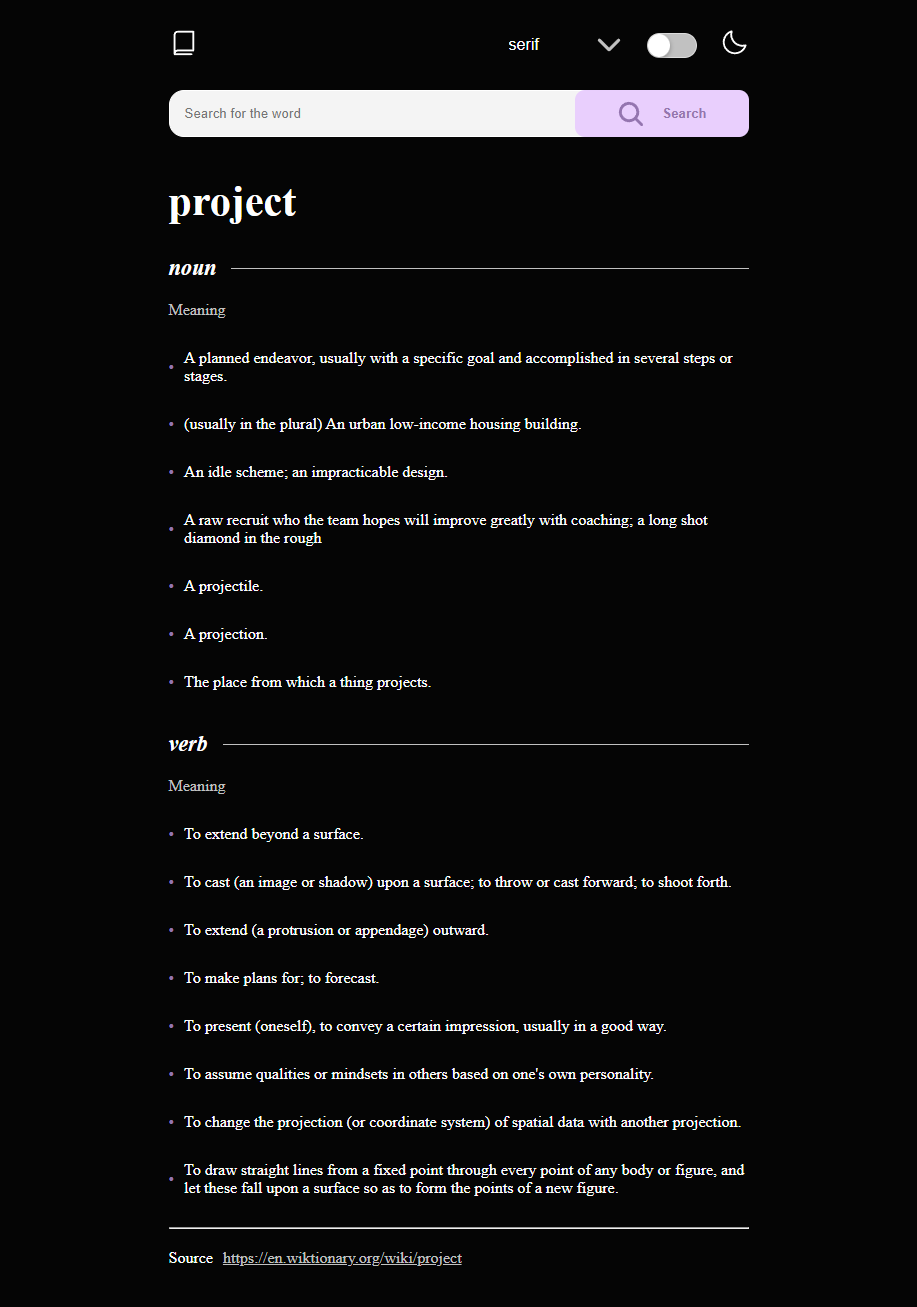 serif
Search for the word
Search
project
noun
Meaning
• A planned endeavor, usually with a specific goal and accomplished in several steps or
stages.
• (usually in the plural) An urban low-income housing building.
• An idle scheme; an impracticable design.
• A raw recruit who the team hopes will improve greatly with coaching; a long shot
diamond in the rough
• A projectile.
• A projection.
• The place from which a thing projects.
verb
Meaning
• To extend beyond a surface.
• To cast (an image or shadow) upon a surface; to throw or cast forward; to shoot forth.
• To extend (a protrusion or appendage) outward.
• To make plans for; to forecast.
• To present (oneself), to convey a certain impression, usually in a good way.
• To assume qualities or mindsets in others based on one's own personality.
• To change the projection (or coordinate system) of spatial data with another projection.
• To draw straight lines from a fixed point through every point of any body or figure, and
let these fall upon a surface so as to form the points of a new figure.
Source https://en.wiktionary.org/wiki/project